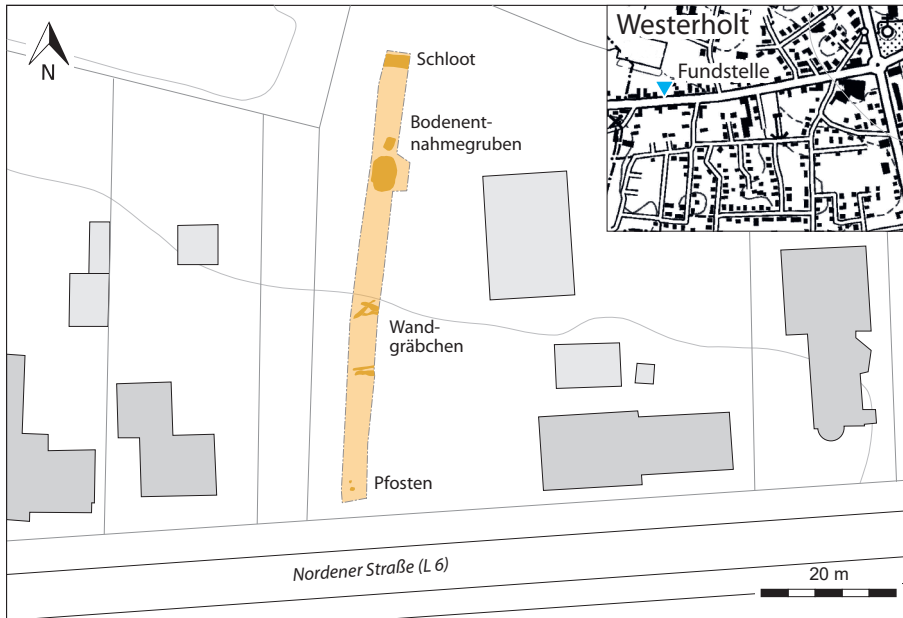 Westerholt
Fundstelle
N
Schloot
Bodenent-
nahmegruben
Wand-
gräbchen
Pfosten
Nordener Straße (L 6)
20 m